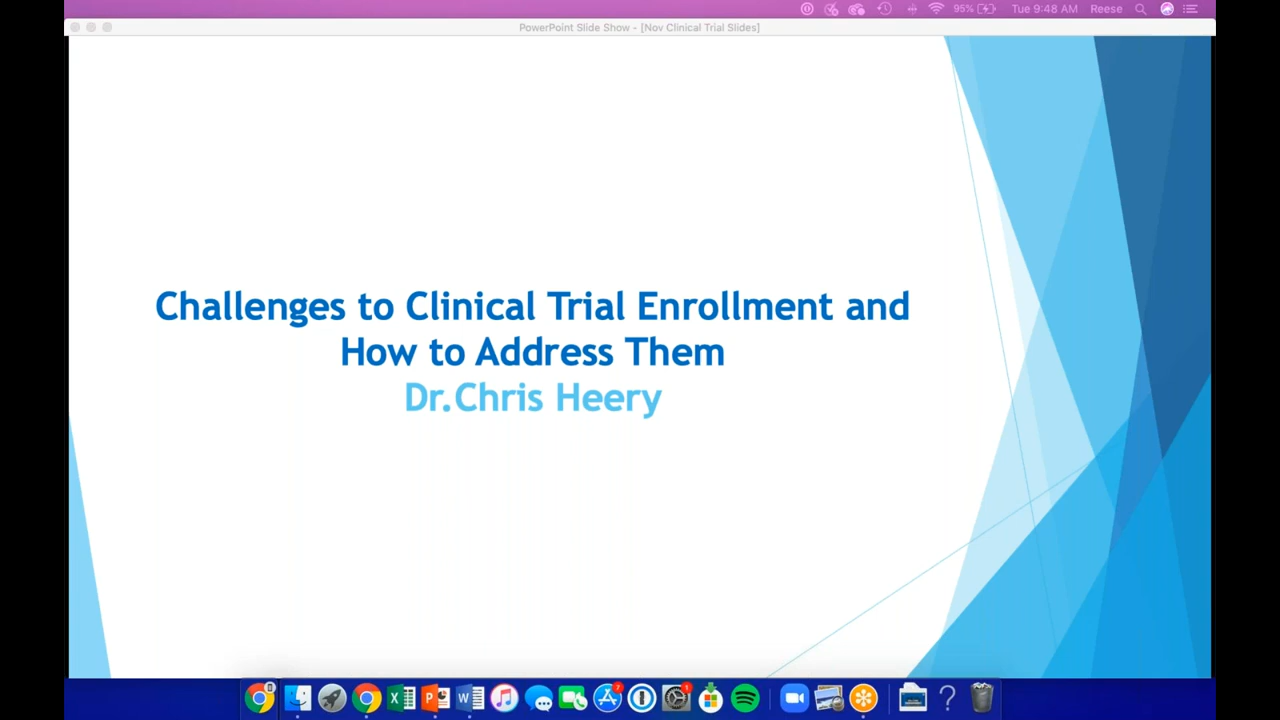 95%
Tue 9:48 AM
Reese
PowerPoint Slide Show - [Nov Clinical Trial Slides]
Challenges to Clinical Trial Enrollment and
How to Address Them
Dr.Chris Heery